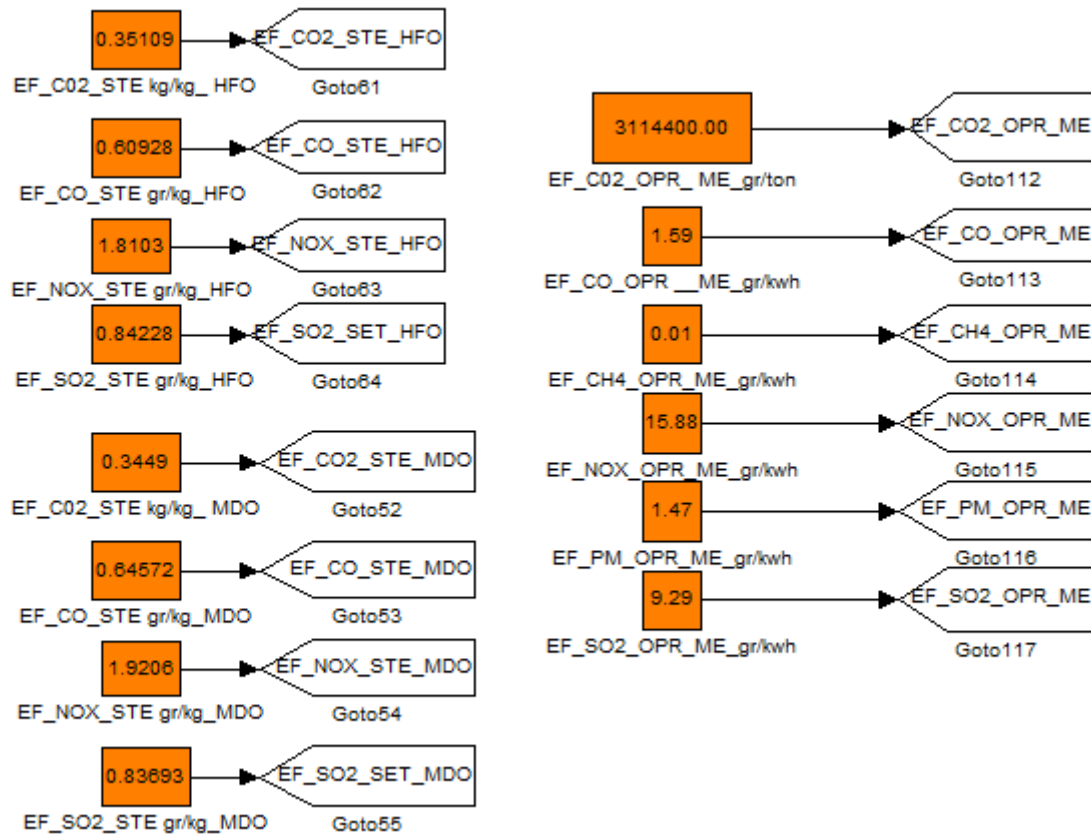 0.35109
EF_CO2_STE_HFO
EF_C02_STE kg/kg_ HFO
Goto61
0.60928
EF_CO_STE_HFO
EF_CO_STE gr/kg_HFO
Goto62
1.8103
EF_NOX_STE_HFO
EF_NOX_STE gr/kg_HFO
Goto63
0.84228
EF_SO2_SET_HFO
EF_SO2_STE gr/kg_HFO
Goto64
0.3449
EF_CO2_STE_MDO
EF_C02_STE kg/kg_ MDO
Goto52
0.64572
EF_CO_STE_MDO
EF_CO_STE gr/kg_MDO
Goto53
1.9206
EF_NOX_STE_MDO
EF_NOX_STE gr/kg_MDO
Goto54
0.83693
EF_SO2_SET_MDO
EF_SO2_STE gr/kg_MDO
Goto55
3114400.00
EF_CO2_OPR_ME
EF_C02_OPR_ ME_gr/ton
Goto112
1.59
EF_CO_OPR_ME
EF_CO_OPR __ME_gr/kwh
Goto113
0.01
EF_CH4_OPR_ME
EF_CH4_OPR_ME_gr/kwh
Goto114
15.88
EF_NOX_OPR_ME
EF_NOX_OPR_ME_gr/kwh
Goto115
1.47
EF_PM_OPR_ME
EF_PM_OPR_ME_gr/kwh
Goto116
9.29
EF_SO2_OPR_ME
EF_SO2_OPR_ME_gr/kwh
Goto117